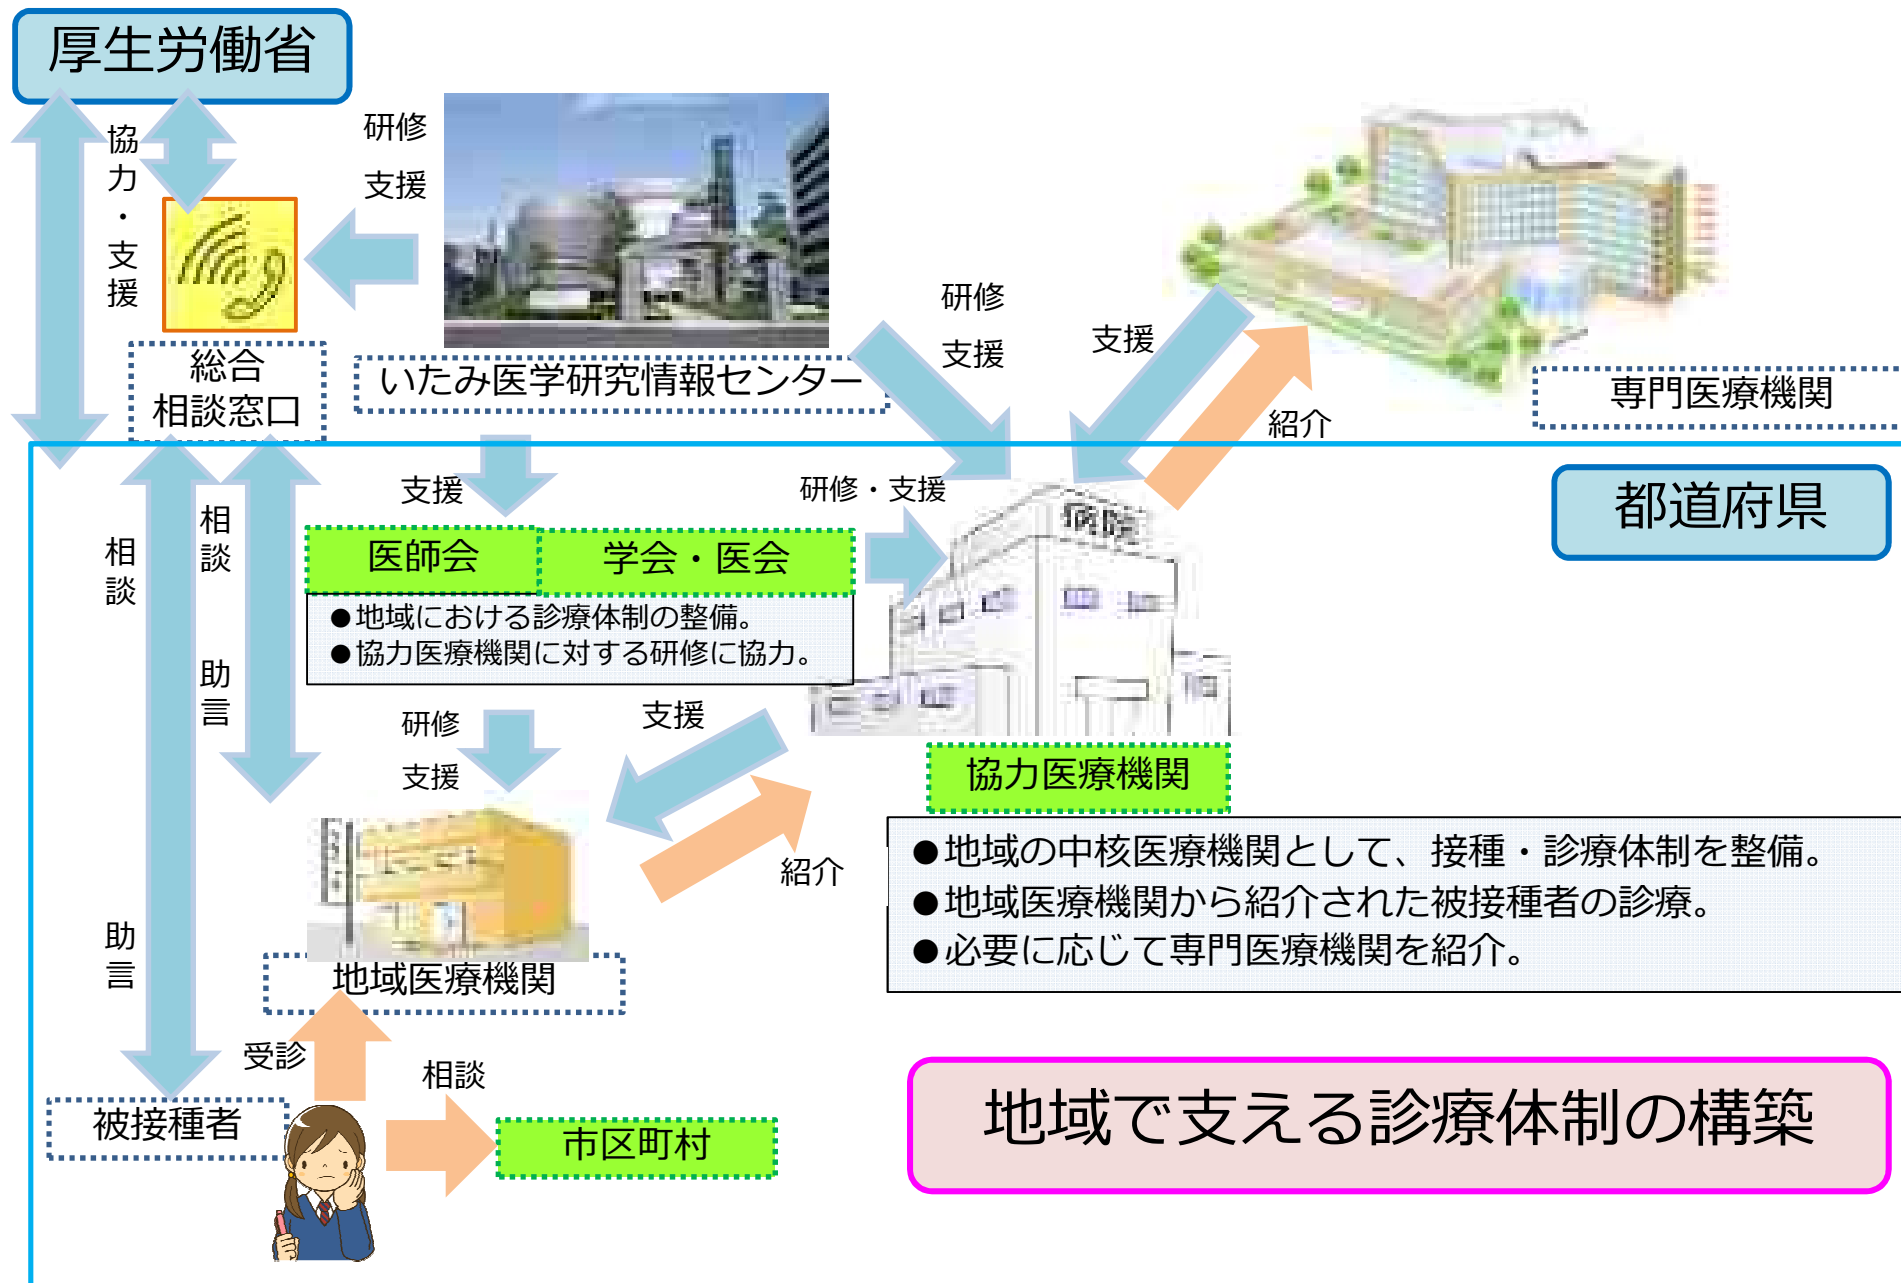 厚生労働省
協力・支援
研修
支援
総合
相談窓口
いたみ医学研究情報センター
研修
支援
支援
紹介
専門医療機関
都道府県
相談
助言
相談
助言
支援
研修・支援
病院
医師会
学会・医会
●地域における診療体制の整備。
●協力医療機関に対する研修に協力。
研修
支援
支援
紹介
協力医療機関
●地域の中核医療機関として、接種・診療体制を整備。
●地域医療機関から紹介された被接種者の診療。
●必要に応じて専門医療機関を紹介。
地域医療機関
受診
相談
被接種者
市区町村
地域で支える診療体制の構築